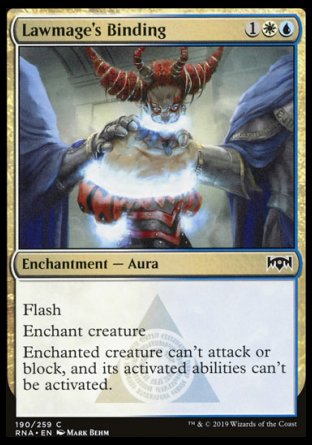 Lawmage's Binding 1
Enchantment — Aura
Flash
Enchant creature
Enchanted creature can't attack or
block, and its activated abilities can't
be activated.
190/259 C
RNA • EN Mark Behm
™ & © 2019 Wizards of the Coast